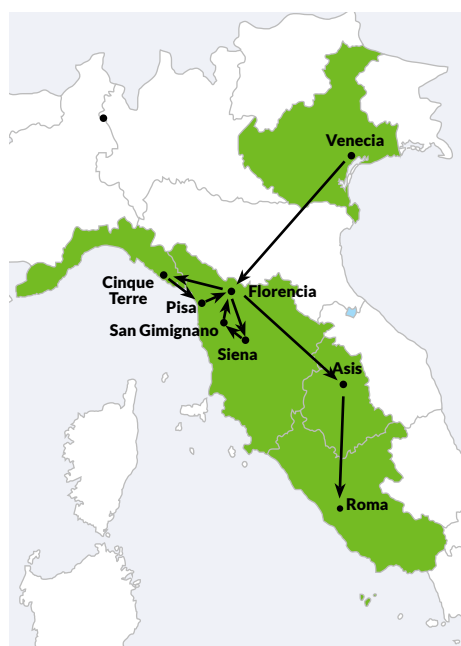 Venecia
Cinque
Terre
Pisa
Florencia
San Gimignano
Siena
Asis
Roma